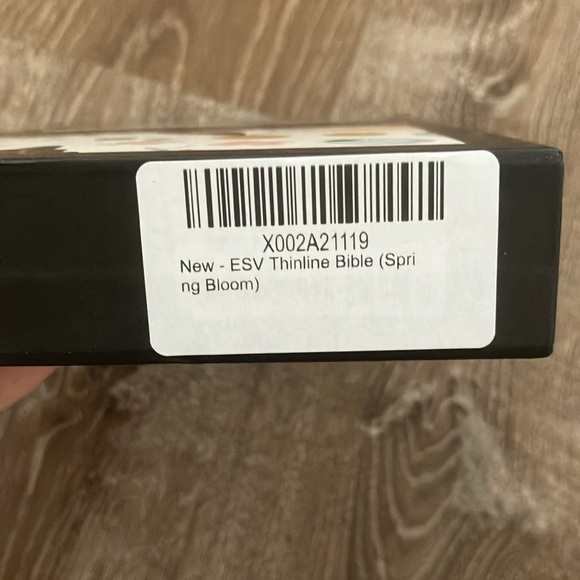 X002A21119
New - ESV Thinline Bible (Spri
ng Bloom)